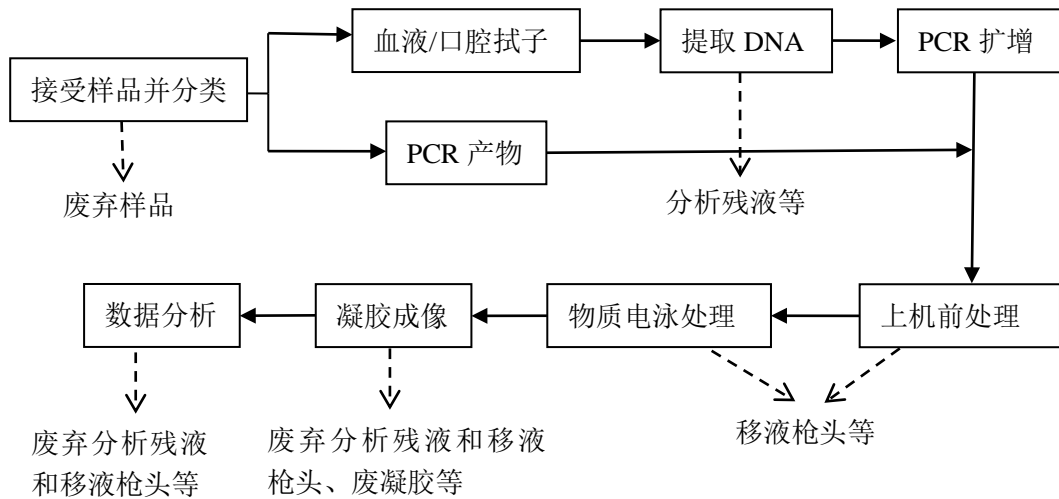 血液/口腔拭子
提取 DNA
PCR 扩增
接受样品并分类
PCR 产物
废弃样品
分析残液等
数据分析
凝胶成像
物质电泳处理
上机前处理
移液枪头等
废弃分析残液
和移液枪头等
废弃分析残液和移液
枪头、废凝胶等